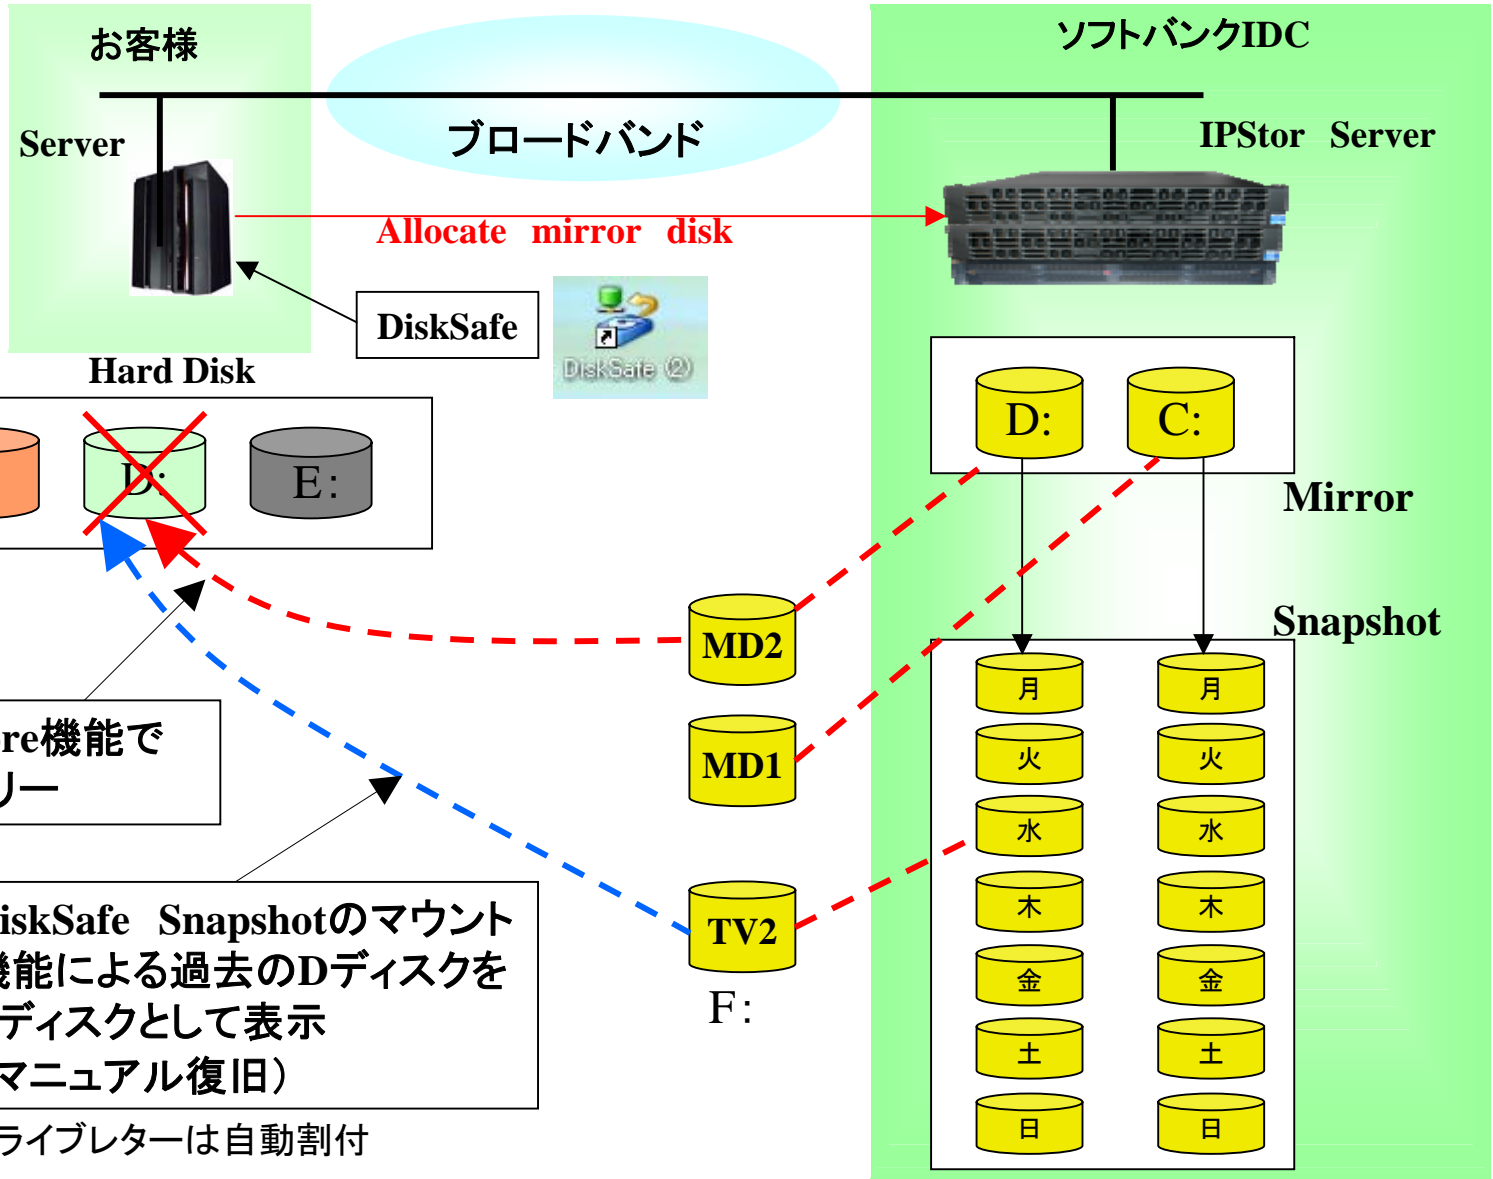 お客様
ソフトバンクIDC
ブロードバンド
Server
IPStor Server
Allocate mirror disk
DiskSafe
DiskSafe (2)
Hard Disk
D:
E:
D:
C:
Mirror
Snapshot
MD2
MD1
TV2
F:
re機能で
リー
iskSafe Snapshotのマウント
機能による過去のDディスクを
ディスクとして表示
マニュアル復旧）
ライブレターは自動割付
月
月
火
火
水
水
木
木
金
金
土
土
日
日